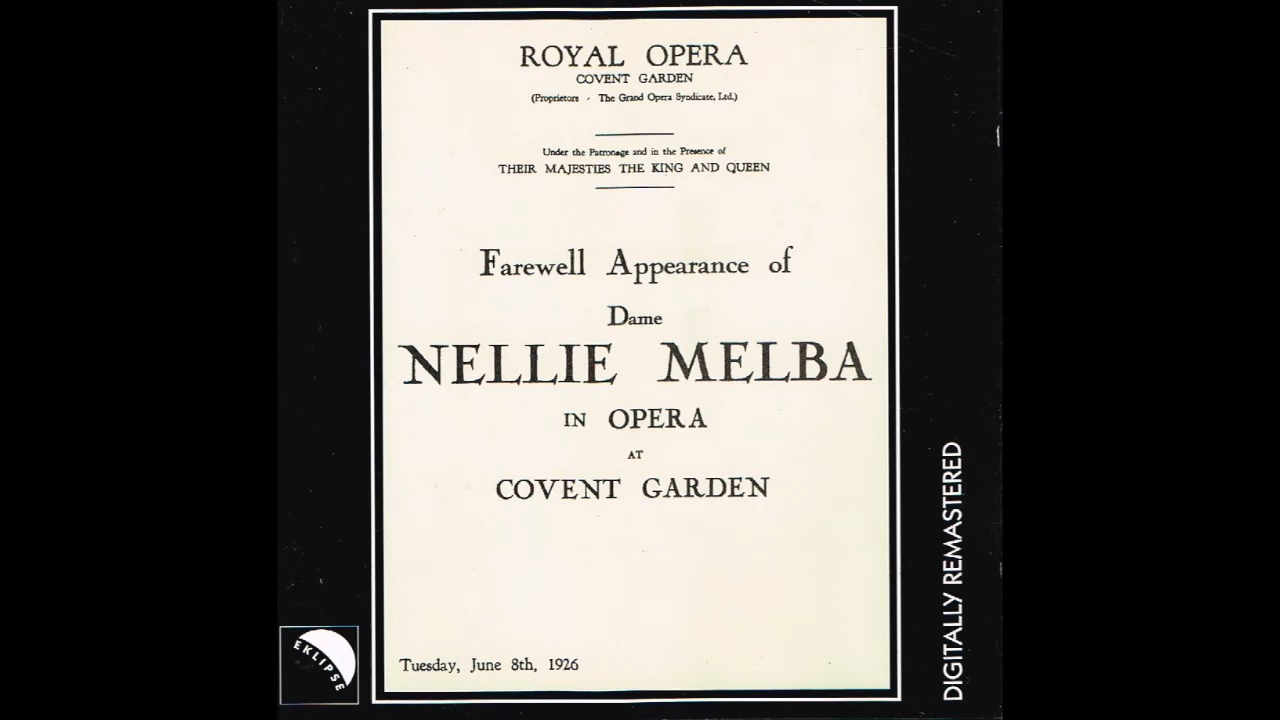 ROYAL OPERA
COVENT GARDEN
(Proprietors · The Grand Opera Syndicate, Ltd.)
Under the Patronage and in the Presence of
THEIR MAJESTIES THE KING AND QUEEN
Farewell Appearance of
Dame
NELLIE MELBA
IN OPERA
AT
COVENT GARDEN
Tuesday, June 8th, 1926
EKLIPSE
DIGITALLY REMASTERED